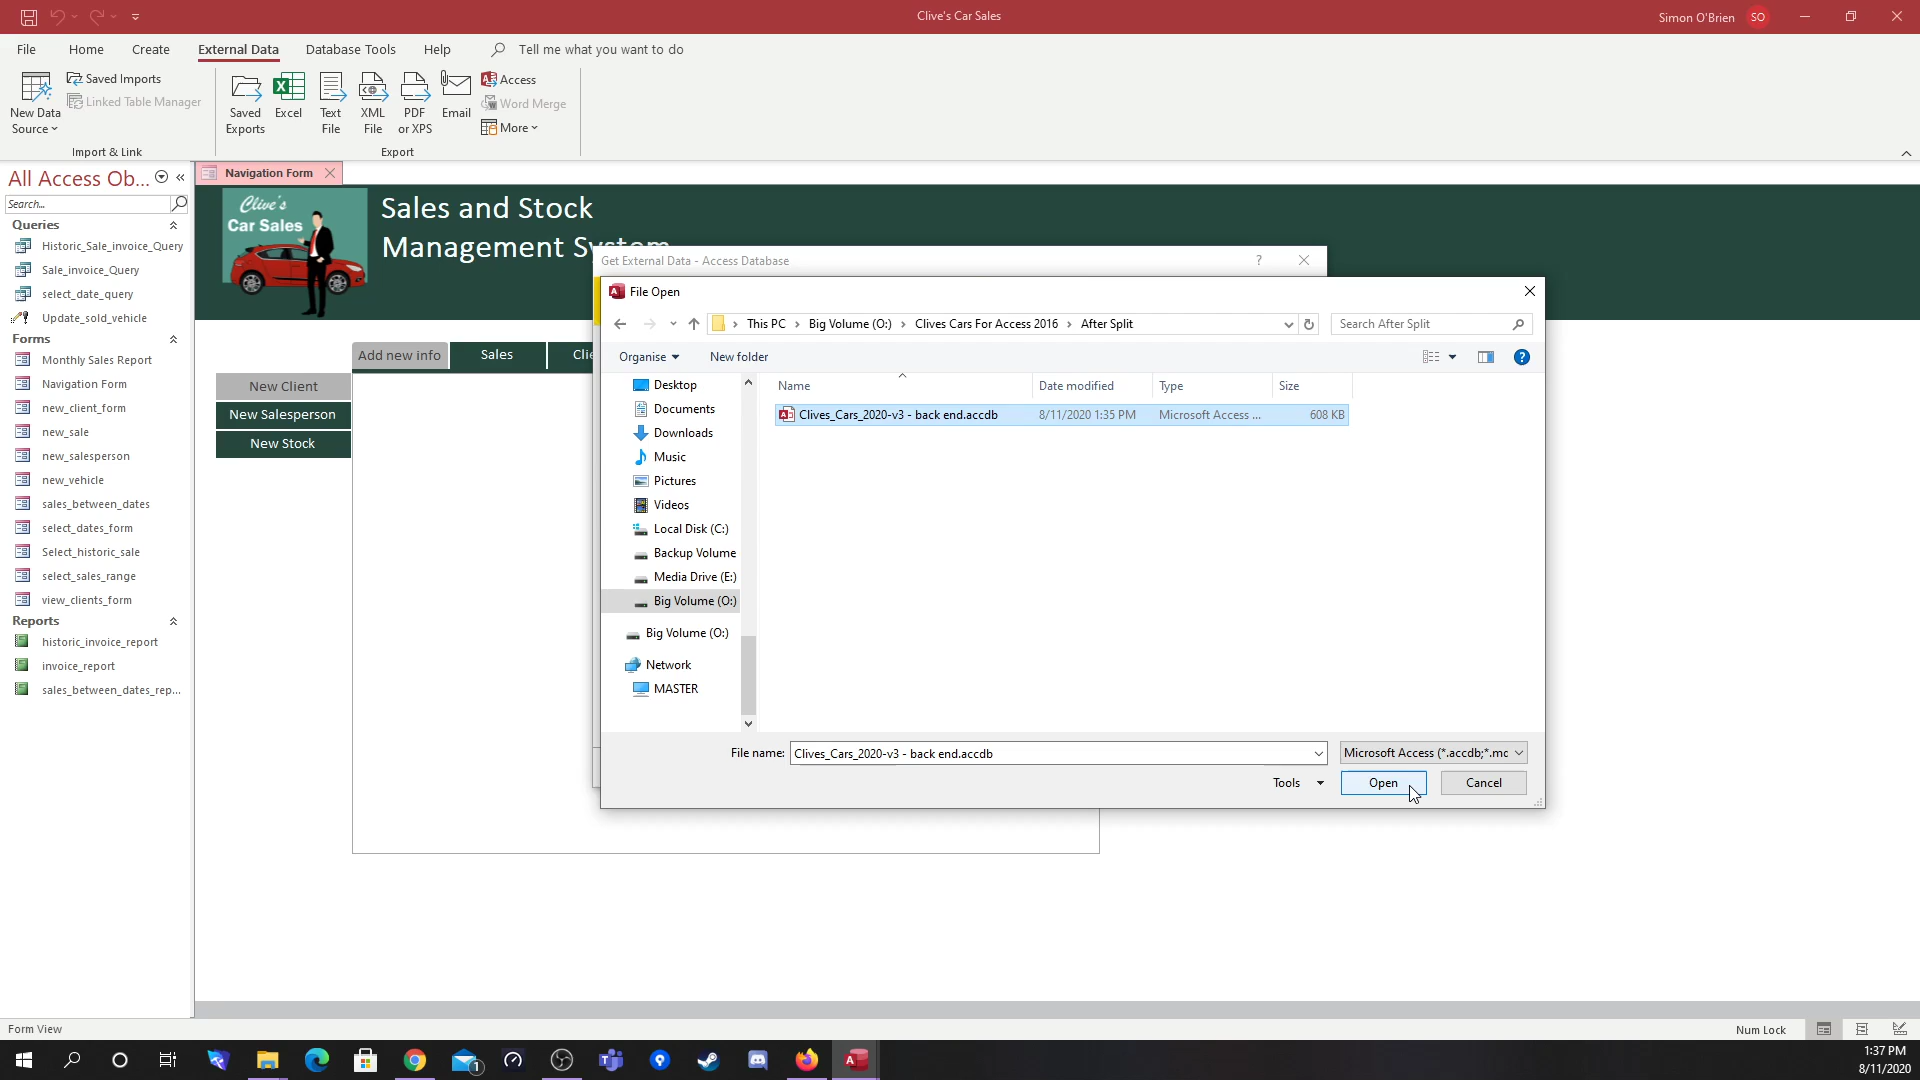 Clive's Car Sales
Simon O'Brien
SO
File
Home
Create
External Data
Database Tools
Help
Tell me what you want to do
New Data
Source
Saved Imports
Linked Table Manager
Import & Link
Saved
Exports
Excel
Text
File
XML
File
PDF
or XPS
Email
Access
Word Merge
More
Export
All Access Ob...
Search...
Queries
Historic_Sale_invoice_Query
Sale_invoice_Query
select_date_query
Update_sold_vehicle
Forms
Monthly Sales Report
Navigation Form
new_client_form
new_sale
new_salesperson
new_vehicle
sales_between_dates
select_dates_form
Select_historic_sale
select_sales_range
view_clients_form
Reports
historic_invoice_report
invoice_report
sales_between_dates_rep...
Navigation Form
Clive's
Car Sales
Sales and Stock
Management System
Add new info
Sales
Clie
New Client
New Salesperson
New Stock
Get External Data - Access Database
?
File Open
This PC
Big Volume (O:)
Clives Cars For Access 2016
After Split
Search After Split
Organise
New folder
Desktop
Documents
Downloads
Music
Pictures
Videos
Local Disk (C:)
Backup Volume
Media Drive (E:)
Big Volume (O:)
Big Volume (O:)
Network
MASTER
Name
Date modified
Type
Size
Clives_Cars_2020-v3 - back end.accdb
8/11/2020 1:35 PM
Microsoft Access ...
608 KB
File name:
Clives_Cars_2020-v3 - back end.accdb
Microsoft Access (*.accdb;*.mc
Tools
Open
Cancel
Form View
Num Lock
1
1:37 PM
8/11/2020